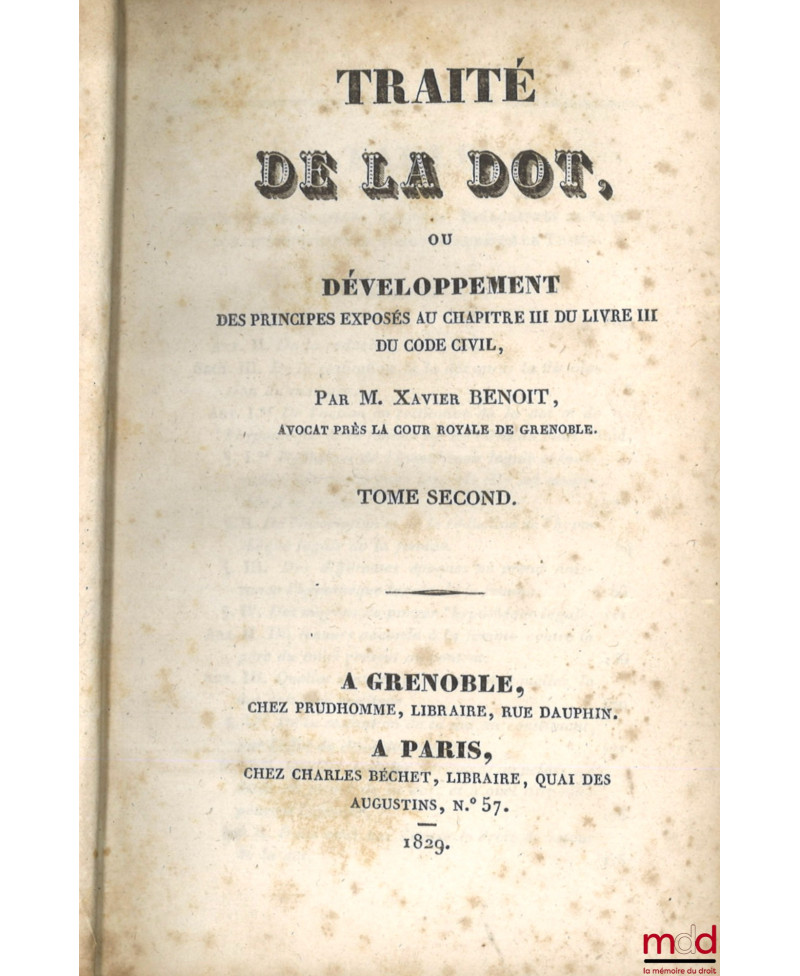 TRAITÉ
DE LA DOT,
OU
DÉVELOPPEMENT
DES PRINCIPES EXPOSÉS AU CHAPITRE III DU LIVRE III
DU CODE CIVIL,
PAR M. XAVIER BENOIT,
AVOCAT PRÈS LA COUR ROYALE DE GRENOBLE.
TOME SECOND.
A GRENOBLE,
CHEZ PRUDHOMME, LIBRAIRE, RUE DAUPHIN.
A PARIS,
CHEZ CHARLES BÉCHET, LIBRAIRE, QUAI DES
AUGUSTINS, N.º 57.
1829.
mdd
la mémoire du droit